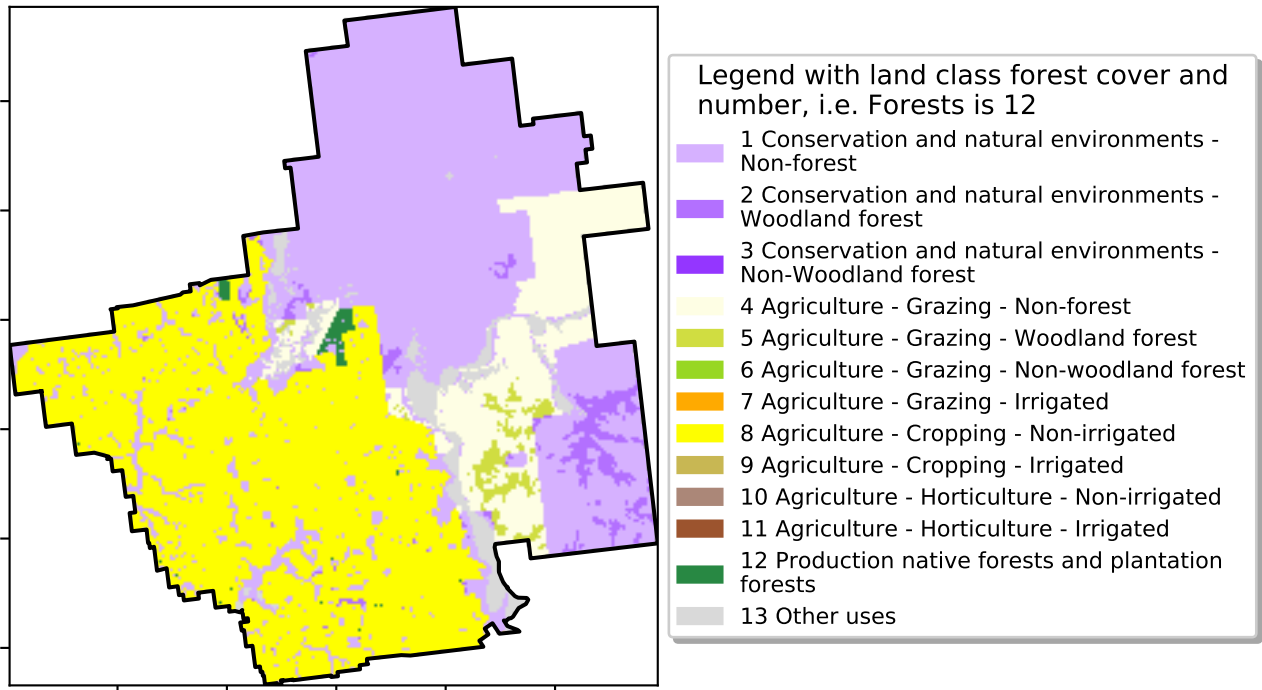 Legend with land class forest cover and
number, i.e. Forests is 12
1 Conservation and natural environments -
Non-forest
2 Conservation and natural environments -
Woodland forest
3 Conservation and natural environments -
Non-Woodland forest
4 Agriculture - Grazing - Non-forest
5 Agriculture - Grazing - Woodland forest
6 Agriculture - Grazing - Non-woodland forest
7 Agriculture - Grazing - Irrigated
8 Agriculture - Cropping - Non-irrigated
9 Agriculture - Cropping - Irrigated
10 Agriculture - Horticulture - Non-irrigated
11 Agriculture - Horticulture - Irrigated
12 Production native forests and plantation
forests
13 Other uses